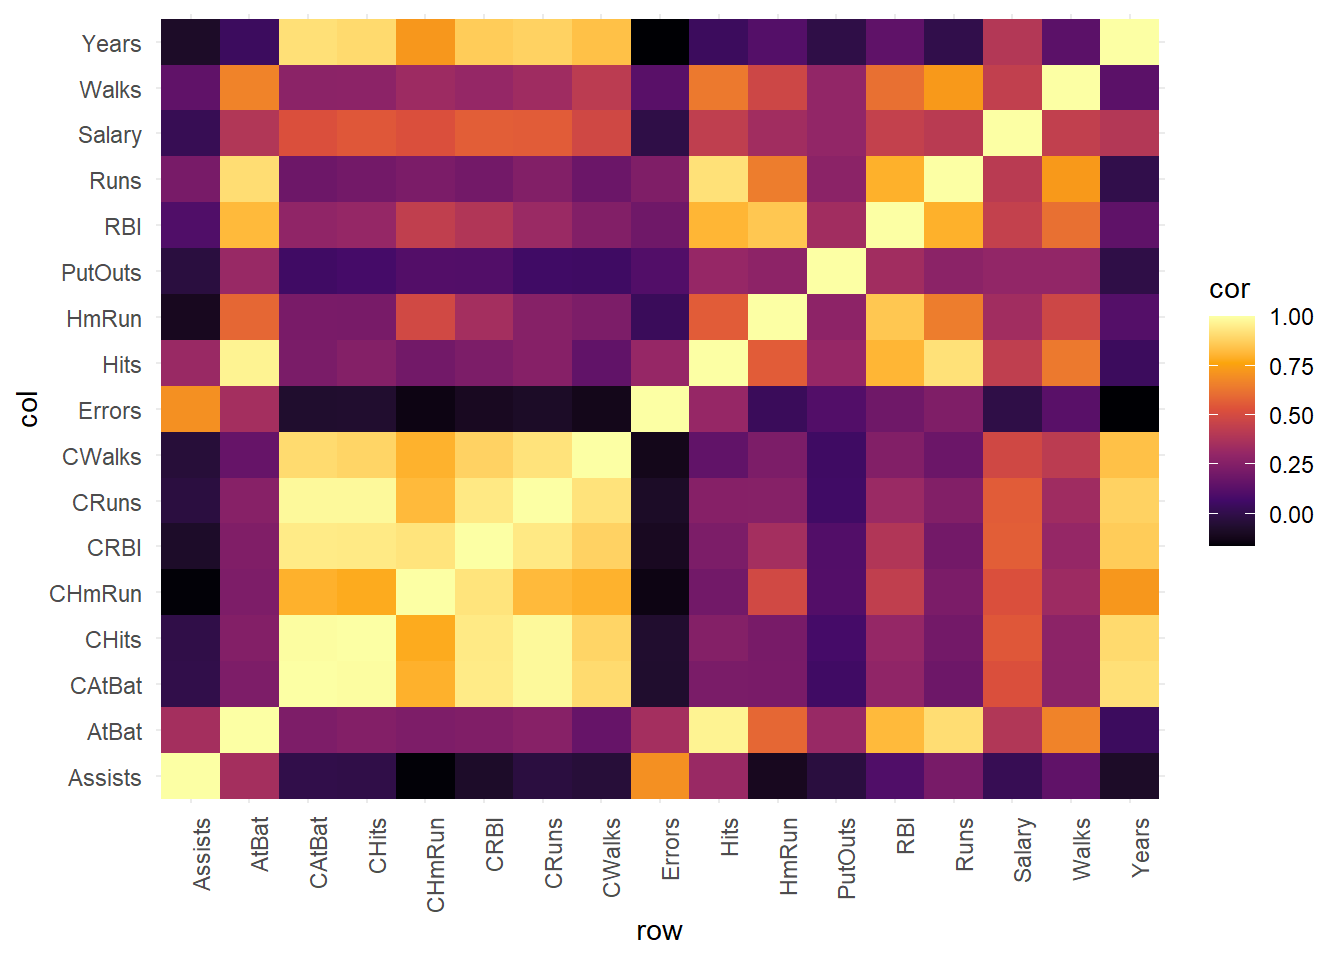 Years
Walks
Salary
Runs
RBI
PutOuts
HmRun
Hits
Errors
CWalks
CRuns
CRBI
CHmRun
CHits
CAtBat
AtBat
Assists
col
Assists
AtBat
CAtBat
CHits
CHmRun
CRBI
CRuns
CWalks
Errors
Hits
HmRun
PutOuts
RBI
Runs
Salary
Walks
Years
row
cor
1.00
0.75
0.50
0.25
0.00